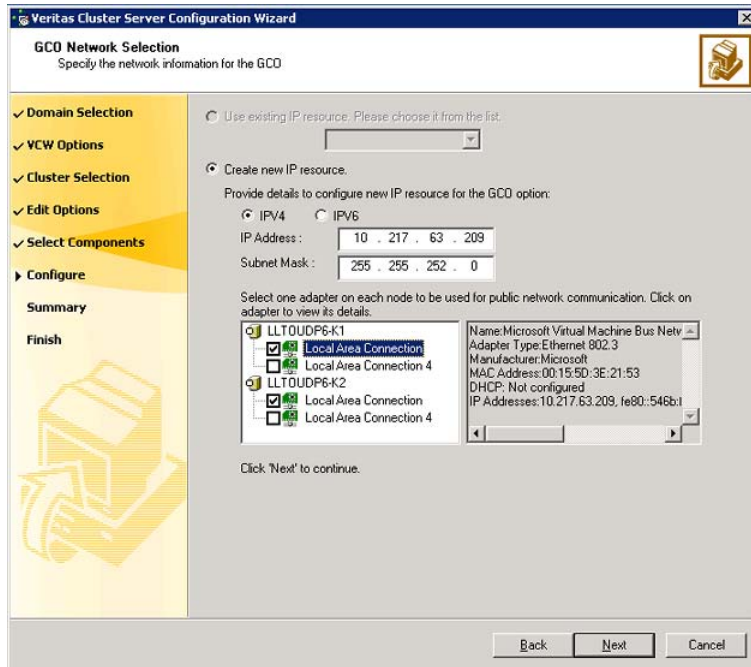 Veritas Cluster Server Configuration Wizard
GCO Network Selection
Specify the network information for the GCO
Domain Selection
VCW Options
Cluster Selection
Edit Options
Select Components
Configure
Summary
Finish
Use existing IP resource. Please choose it from the list.
Create new IP resource.
Provide details to configure new IP resource for the GCO option:
IPV4 IPV6
IP Address : 10 . 217 . 63 . 209
Subnet Mask : 255 . 255 . 252 . 0
Select one adapter on each node to be used for public network communication. Click on
adapter to view its details.
LLTOUDP6-K1
Local Area Connection
Local Area Connection 4
LLTOUDP6-K2
Local Area Connection
Local Area Connection 4
Name:Microsoft Virtual Machine Bus Netw
Adapter Type:Ethernet 802.3
Manufacturer:Microsoft
MAC Address:00:15:5D:3E:21:53
DHCP: Not configured
IP Addresses:10.217.63.209, fe80::546b:
Click 'Next' to continue.
Back Next Cancel